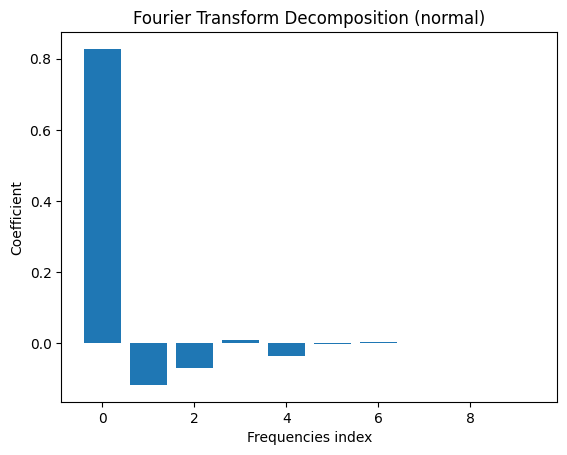 Fourier Transform Decomposition (normal)
0.8
0.6
0.4
0.2
0.0
Coefficient
0 2 4 6 8
Frequencies index